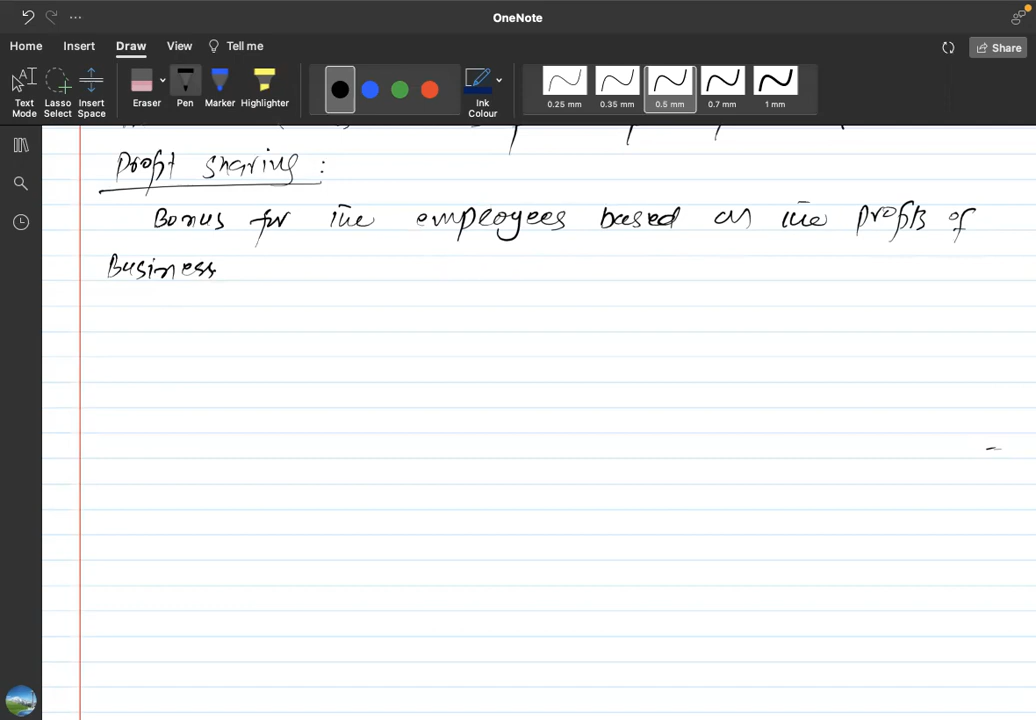 OneNote
Home Insert Draw View Tell me
Share
Text Mode Lasso Select Insert Space Eraser Pen Marker Highlighter Ink Colour 0.25 mm 0.35 mm 0.5 mm 0.7 mm 1 mm
Profit sharing :
Bonus for the employees based on the Profits of
Business